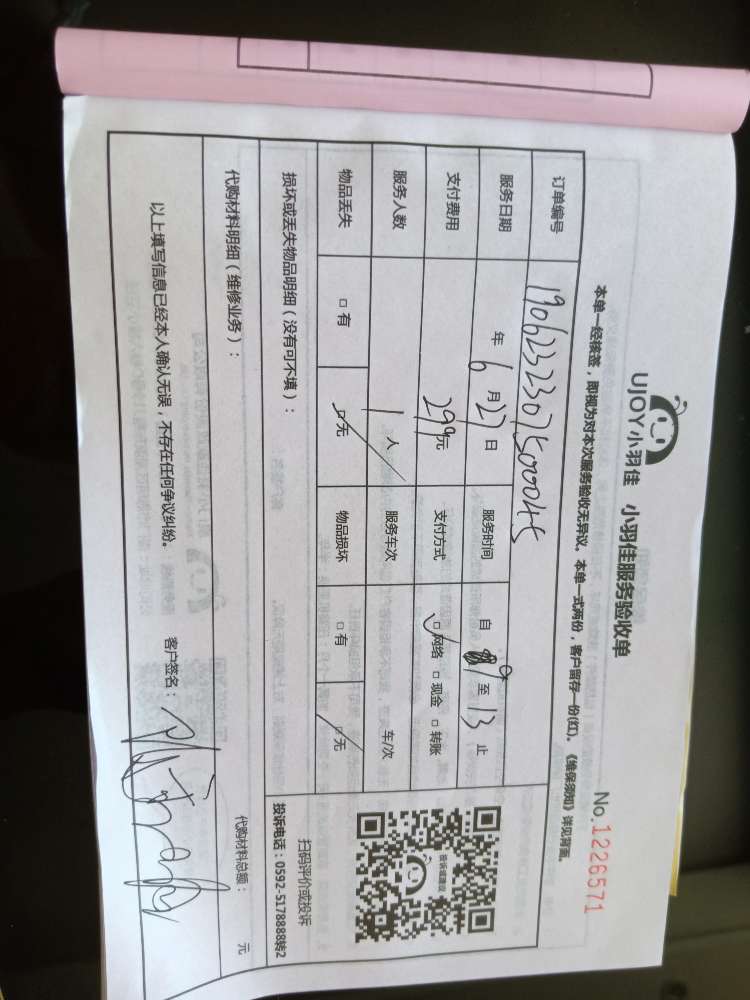 UJOY小羽佳 小羽佳服务验收单
No.1226571
本单一经接签，即视为对本次服务验收无异议。本单一式两份，客户留存一份(红)。《维保须知》详见背面。
订单编号 19062323075000045
服务日期 年6月27日 服务时间 自 9 至 13 止
支付费用 299元 支付方式 网络 □现金 □转账
服务人数 1人 服务车次 车/次
物品丢失 □有 □无 物品损坏 □有 □无
损坏或丢失物品明细（没有可不填）：
投诉或建议
扫码评价或投诉
投诉电话：0592-5178888转2
代购材料明细（维修业务）：
代购材料总额： 元
以上填写信息已经本人确认无误，不存在任何争议纠纷。 客户签名：